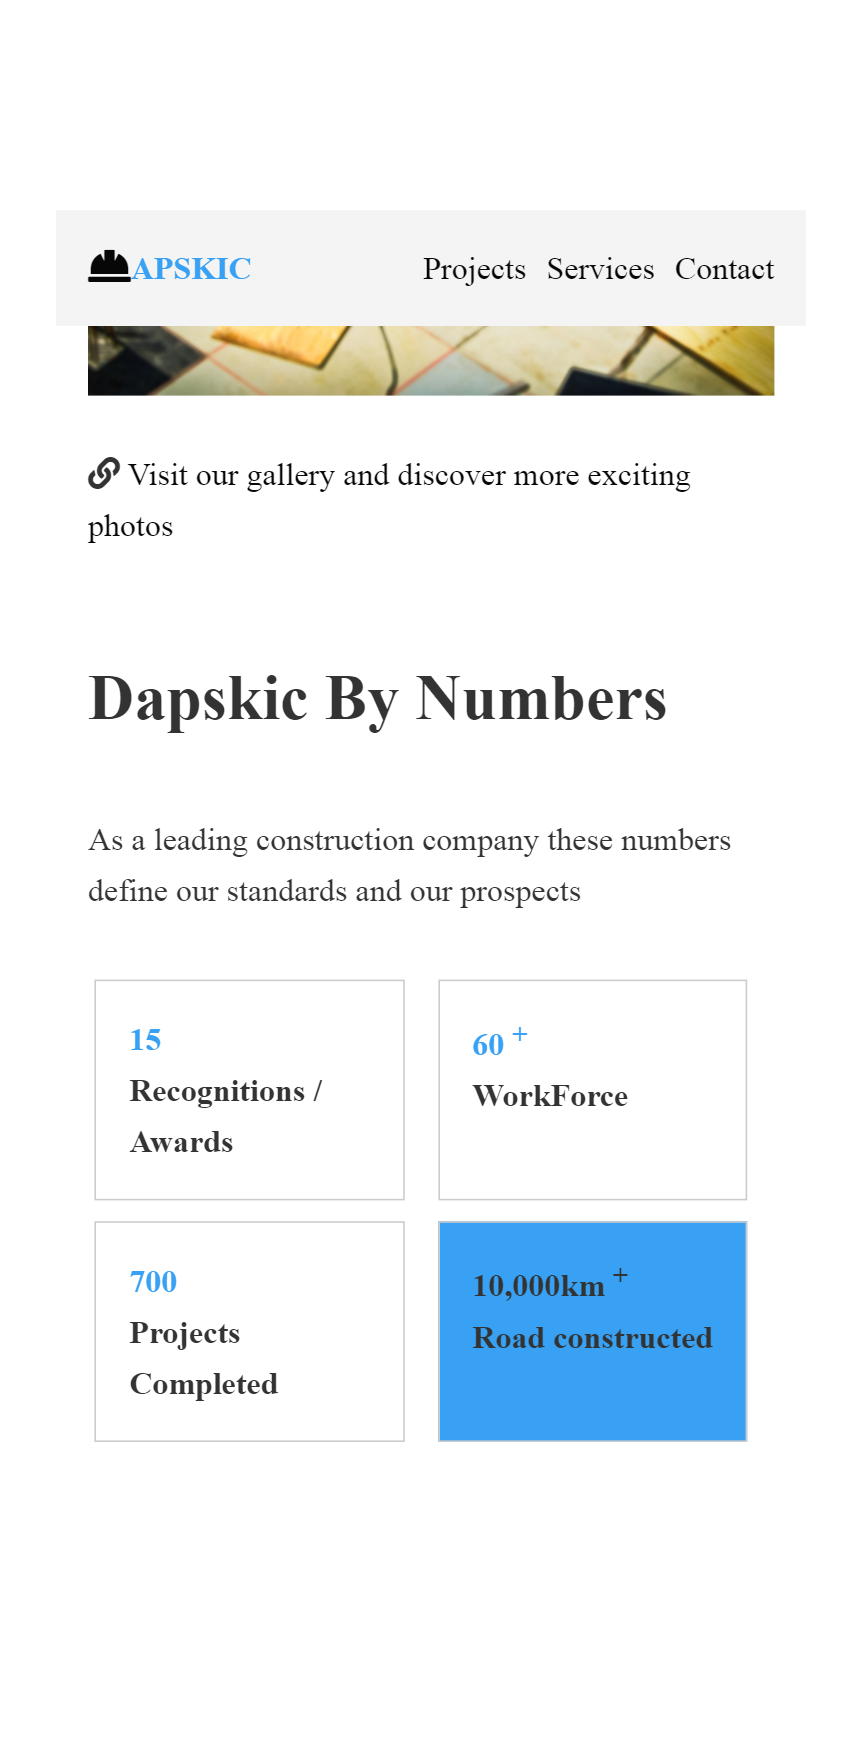 APSKIC
Projects Services Contact
Visit our gallery and discover more exciting
photos
Dapskic By Numbers
As a leading construction company these numbers
define our standards and our prospects
15
Recognitions /
Awards
60 +
WorkForce
700
Projects
Completed
10,000km +
Road constructed